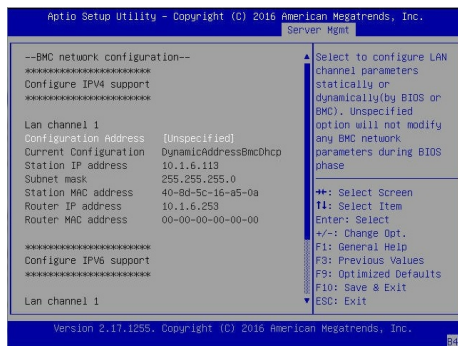 Aptio Setup Utility - Copyright (C) 2016 American Megatrends, Inc.
Server Mgmt
--BMC network configuration--
************************
Configure IPV4 support
************************
Lan channel 1
Configuration Address [Unspecified]
Current Configuration DynamicAddressBmcDhcp
Station IP address 10.1.6.113
Subnet mask 255.255.255.0
Station MAC address 40-8d-5c-16-a5-0a
Router IP address 10.1.6.253
Router MAC address 00-00-00-00-00-00
************************
Configure IPV6 support
************************
Lan channel 1
Select to configure LAN
channel parameters
statically or
dynamically(by BIOS or
BMC). Unspecified
option will not modify
any BMC network
parameters during BIOS
phase
→←: Select Screen
↑↓: Select Item
Enter: Select
+/-: Change Opt.
F1: General Help
F3: Previous Values
F9: Optimized Defaults
F10: Save & Exit
ESC: Exit
Version 2.17.1255. Copyright (C) 2016 American Megatrends, Inc.
B4